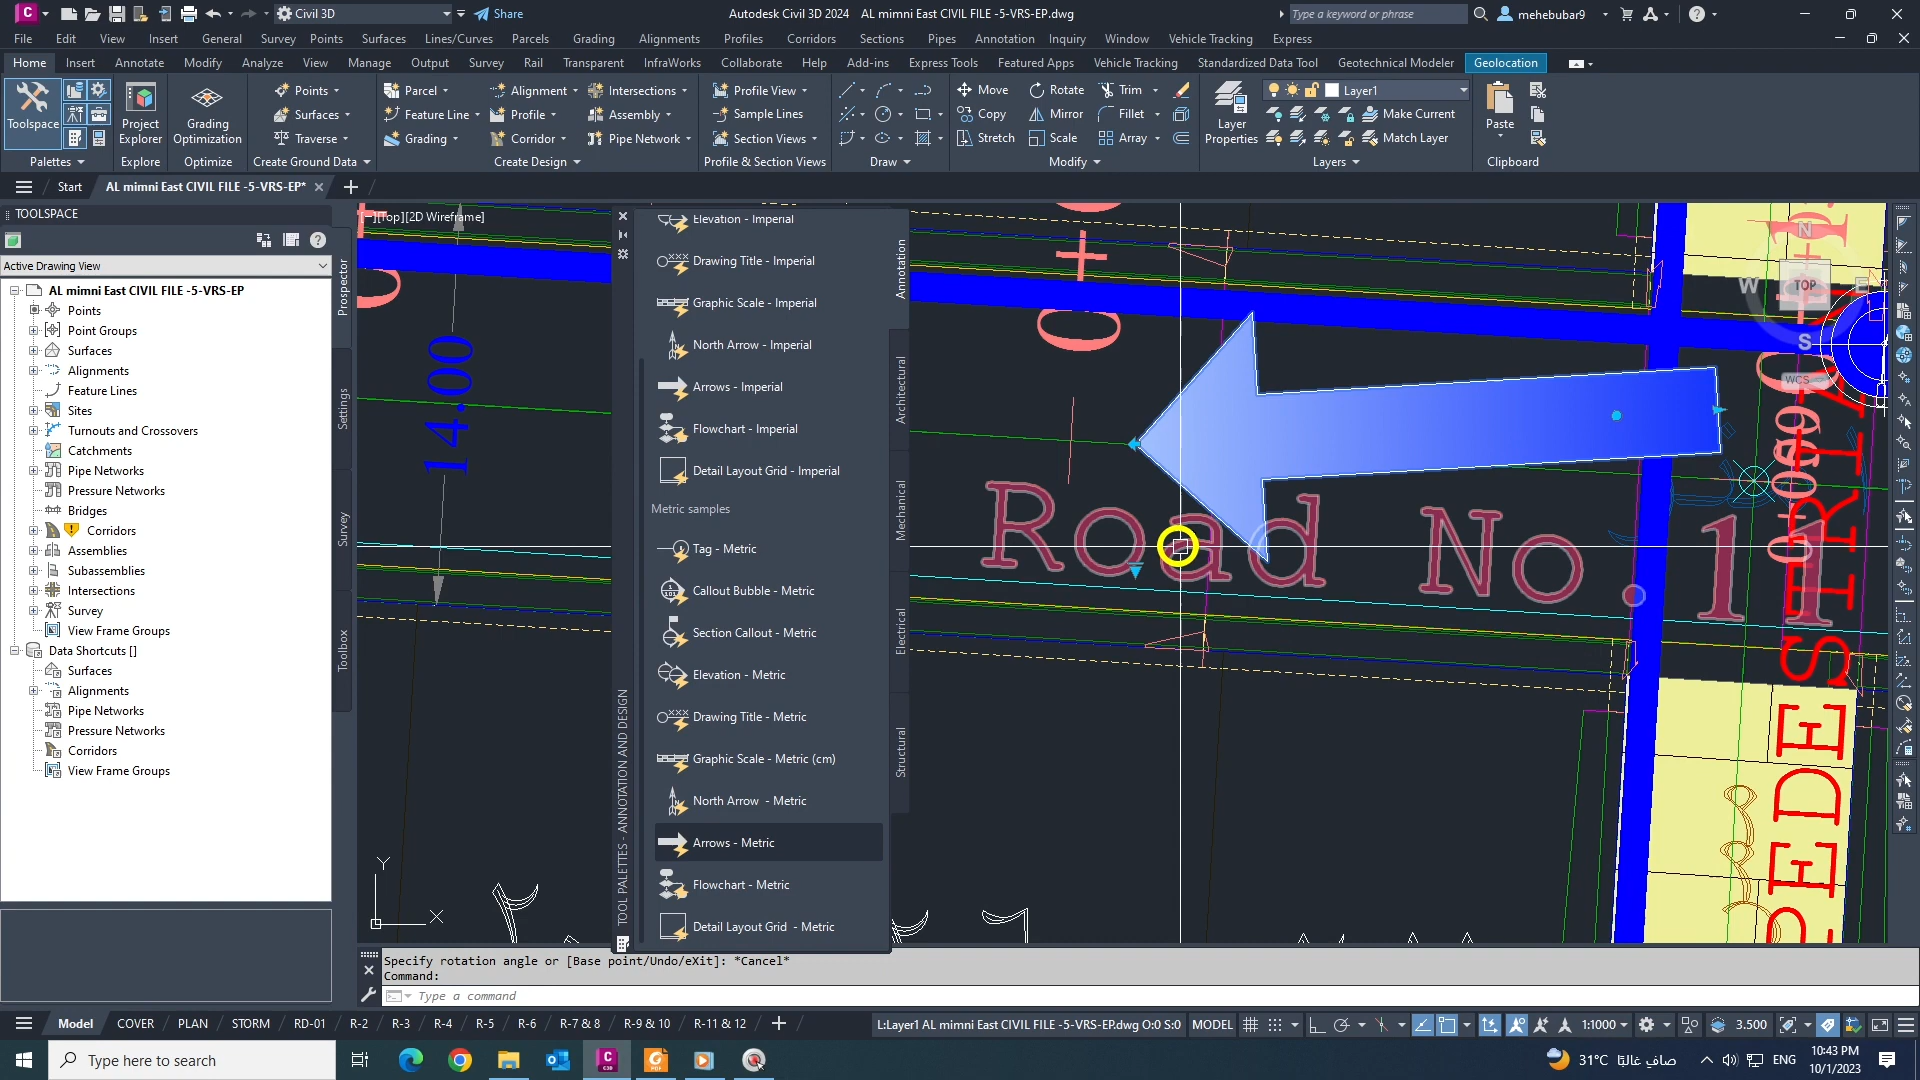 Civil 3D
Share
Autodesk Civil 3D 2024 AL mimni East CIVIL FILE -5-VRS-EP.dwg
Type a keyword or phrase
mehebubar9
File Edit View Insert General Survey Points Surfaces Lines/Curves Parcels Grading Alignments Profiles Corridors Sections Pipes Annotation Inquiry Window Vehicle Tracking Express
Home Insert Annotate Modify Analyze View Manage Output Survey Rail Transparent InfraWorks Collaborate Help Add-ins Express Tools Featured Apps Vehicle Tracking Standardized Data Tool Geotechnical Modeler Geolocation
Points Parcel Alignment Intersections Profile View Move Rotate Trim Layer1
Toolspace Project Explorer Grading Optimization Surfaces Feature Line Profile Assembly Sample Lines Copy Mirror Fillet Layer Properties Make Current Paste
Traverse Grading Corridor Pipe Network Section Views Stretch Scale Array Match Layer
Palettes Explore Optimize Create Ground Data Create Design Profile & Section Views Draw Modify Layers Clipboard
Start AL mimni East CIVIL FILE -5-VRS-EP*
TOOLSPACE
Active Drawing View
AL mimni East CIVIL FILE -5-VRS-EP
Points
Point Groups
Surfaces
Alignments
Feature Lines
Sites
Turnouts and Crossovers
Catchments
Pipe Networks
Pressure Networks
Bridges
Corridors
Assemblies
Subassemblies
Intersections
Survey
View Frame Groups
Data Shortcuts []
Surfaces
Alignments
Pipe Networks
Pressure Networks
Corridors
View Frame Groups
Prospector
Settings
Survey
Toolbox
[−][Top][2D Wireframe]
14.00
Elevation - Imperial
Drawing Title - Imperial
Graphic Scale - Imperial
North Arrow - Imperial
Arrows - Imperial
Flowchart - Imperial
Detail Layout Grid - Imperial
Metric samples
Tag - Metric
Callout Bubble - Metric
Section Callout - Metric
Elevation - Metric
Drawing Title - Metric
Graphic Scale - Metric (cm)
North Arrow - Metric
Arrows - Metric
Flowchart - Metric
Detail Layout Grid - Metric
TOOL PALETTES - ANNOTATION AND DESIGN
Annotation
Architectural
Mechanical
Electrical
Structural
Road No 11
N
W TOP E
S
WCS
Y
X
Specify rotation angle or [Base point/Undo/eXit]: *Cancel*
Command:
Type a command
Model COVER PLAN STORM RD-01 R-2 R-3 R-4 R-5 R-6 R-7 & 8 R-9 & 10 R-11 & 12
L:Layer1 AL mimni East CIVIL FILE -5-VRS-EP.dwg O:0 S:0 MODEL 1:1000 3.500
Type here to search
31°C صاف غالبًا
ENG
10:43 PM
10/1/2023